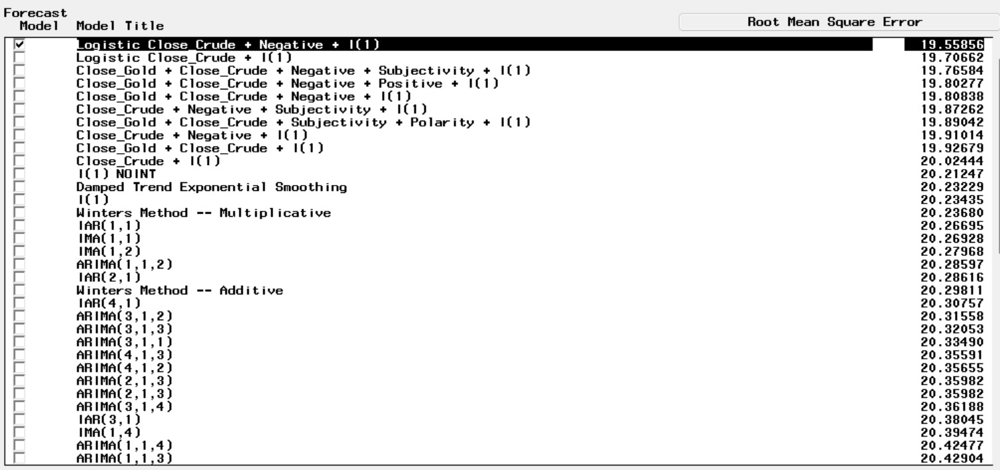 Forecast
Model Model Title Root Mean Square Error
Logistic Close_Crude + Negative + I(1) 19.55856
Logistic Close_Crude + I(1) 19.70662
Close_Gold + Close_Crude + Negative + Subjectivity + I(1) 19.76584
Close_Gold + Close_Crude + Negative + Positive + I(1) 19.80277
Close_Gold + Close_Crude + Negative + I(1) 19.80838
Close_Crude + Negative + Subjectivity + I(1) 19.87262
Close_Gold + Close_Crude + Subjectivity + Polarity + I(1) 19.89042
Close_Crude + Negative + I(1) 19.91014
Close_Gold + Close_Crude + I(1) 19.92679
Close_Crude + I(1) 20.02444
I(1) NOINT 20.21247
Damped Trend Exponential Smoothing 20.23229
I(1) 20.23435
Winters Method -- Multiplicative 20.23680
IAR(1,1) 20.26695
IMA(1,1) 20.26928
IMA(1,2) 20.27968
ARIMA(1,1,2) 20.28597
IAR(2,1) 20.28616
Winters Method -- Additive 20.29811
IAR(4,1) 20.30757
ARIMA(3,1,2) 20.31558
ARIMA(3,1,3) 20.32053
ARIMA(3,1,1) 20.33490
ARIMA(4,1,3) 20.35591
ARIMA(4,1,2) 20.35655
ARIMA(2,1,3) 20.35982
ARIMA(2,1,3) 20.35982
ARIMA(3,1,4) 20.36188
IAR(3,1) 20.38045
IMA(1,4) 20.39474
ARIMA(1,1,4) 20.42477
ARIMA(1,1,3) 20.42904